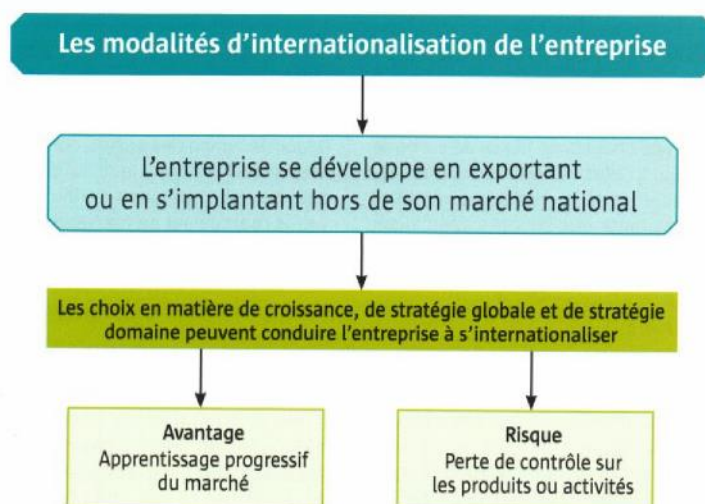 Les modalités d'internationalisation de l'entreprise
L'entreprise se développe en exportant
ou en s'implantant hors de son marché national
Les choix en matière de croissance, de stratégie globale et de stratégie
domaine peuvent conduire l'entreprise à s'internationaliser
Avantage
Apprentissage progressif
du marché
Risque
Perte de contrôle sur
les produits ou activités